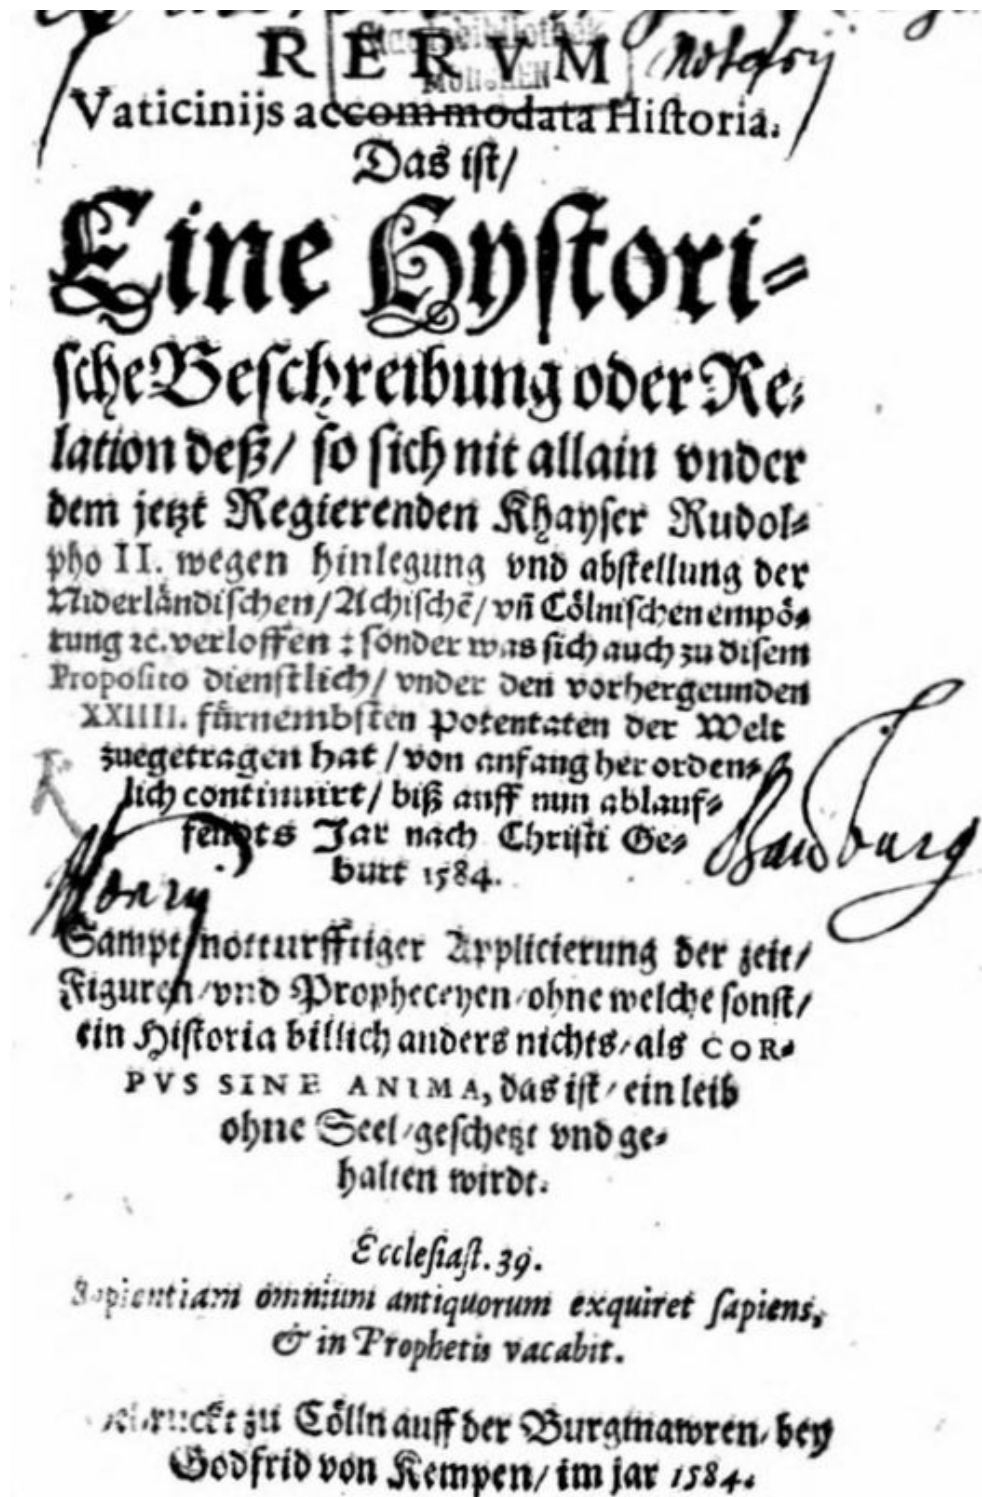 RERVM
Notarij
Vaticinijs accommodata Hiſtoria.
Das iſt/
Eine Hyſtori⸗
ſche Beſchreibung oder Re⸗
lation deß/ ſo ſich nit allain vnder
dem jetzt Regierenden Khayſer Rudol⸗
pho II. wegen hinlegung vnd abſtellung der
Niderländiſchen/ Achiſchē/ vñ Cölniſchen empö⸗
rung ꝛc. verloffen : ſonder was ſich auch zu diſem
Propoſito dienſtlich/ vnder den vorhergeunden
XXIIII. fürnembſten Potentaten der Welt
zuegetragen hat / von anfang her orden⸗
lich continuirt/ biß auff nun ablauf⸗
fendts Jar nach Chriſti Ge⸗
burt 1584.
Sampt notturfftiger Applicierung der zeit/
Figuren/ vnd Propheceyen/ ohne welche ſonſt/
ein Hiſtoria billich anders nichts/ als COR⸗
PVS SINE ANIMA, das iſt/ ein leib
ohne Seel/ geſchetzt vnd ge⸗
halten wirdt.
Eccleſiaſt. 39.
Sapientiam omnium antiquorum exquiret ſapiens,
& in Prophetis vacabit.
zu Cölln auff der Burgmawren/ bey
Godfrid von Kempen/ im jar 1584.